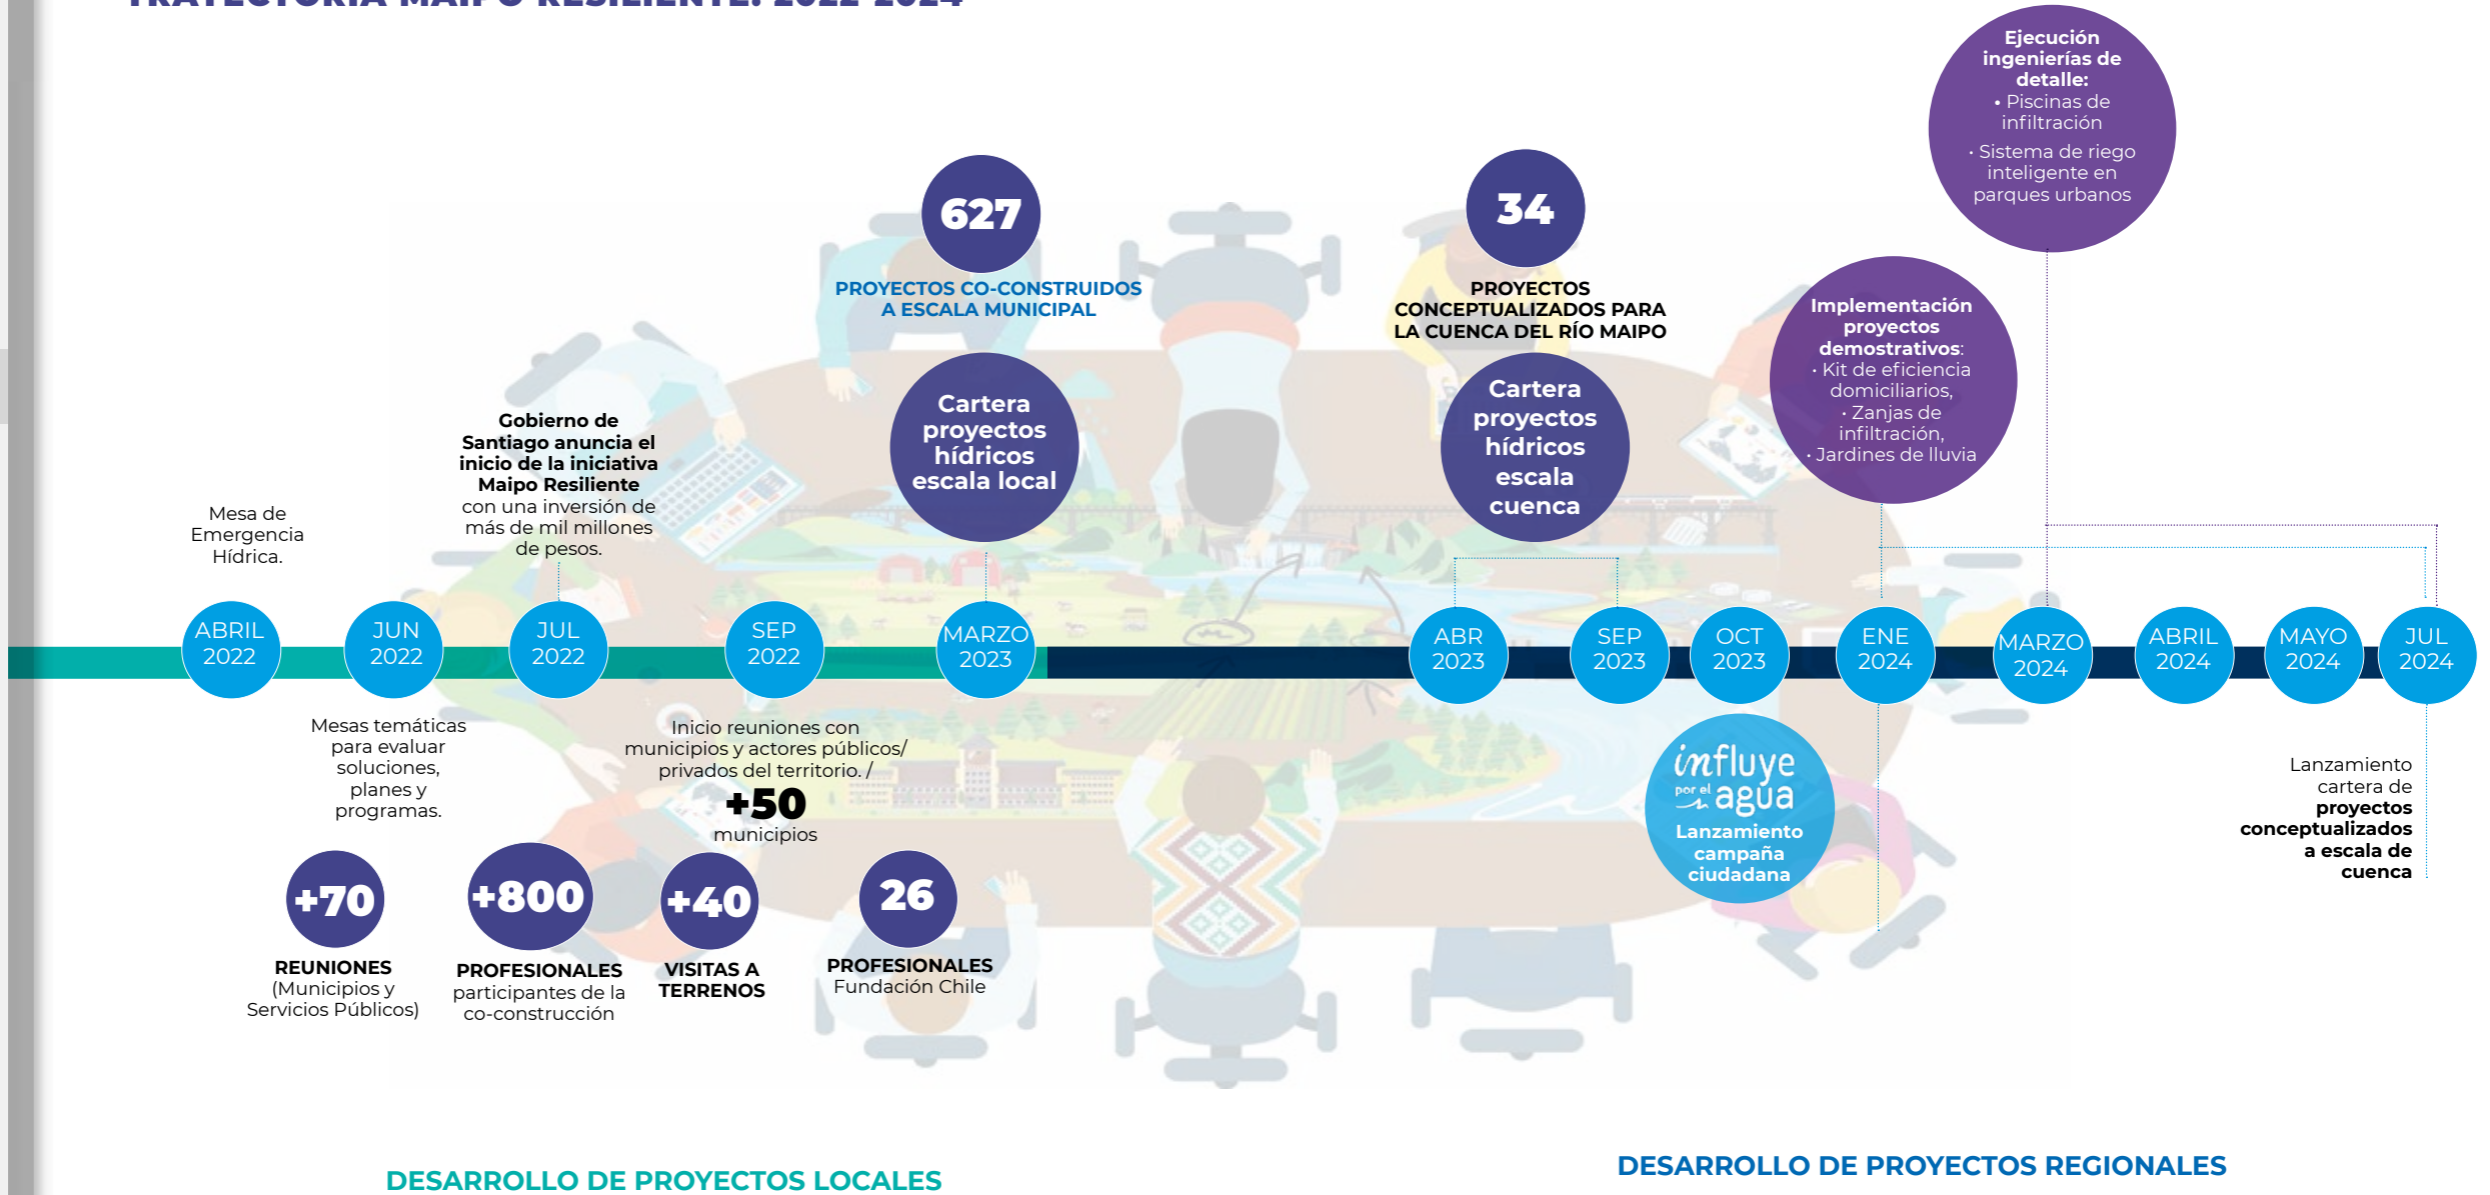 TRAYECTORIA MAIPO RESILIENTE: 2022-2024
Ejecución
ingenierías de
detalle:
• Piscinas de
infiltración
• Sistema de riego
inteligente en
parques urbanos
627
PROYECTOS CO-CONSTRUIDOS
A ESCALA MUNICIPAL
34
PROYECTOS
CONCEPTUALIZADOS PARA
LA CUENCA DEL RÍO MAIPO
Implementación
proyectos
demostrativos:
• Kit de eficiencia
domiciliarios,
• Zanjas de
infiltración,
• Jardines de lluvia
Cartera
proyectos
hídricos
escala local
Cartera
proyectos
hídricos
escala
cuenca
Gobierno de
Santiago anuncia el
inicio de la iniciativa
Maipo Resiliente
con una inversión de
más de mil millones
de pesos.
Mesa de
Emergencia
Hídrica.
ABRIL
2022
JUN
2022
JUL
2022
SEP
2022
MARZO
2023
ABR
2023
SEP
2023
OCT
2023
ENE
2024
MARZO
2024
ABRIL
2024
MAYO
2024
JUL
2024
Mesas temáticas
para evaluar
soluciones,
planes y
programas.
Inicio reuniones con
municipios y actores públicos/
privados del territorio. /
+50
municipios
influye
por el
agua
Lanzamiento
campaña
ciudadana
Lanzamiento
cartera de
proyectos
conceptualizados
a escala de
cuenca
+70
REUNIONES
(Municipios y
Servicios Públicos)
+800
PROFESIONALES
participantes de la
co-construcción
+40
VISITAS A
TERRENOS
26
PROFESIONALES
Fundación Chile
DESARROLLO DE PROYECTOS LOCALES
DESARROLLO DE PROYECTOS REGIONALES